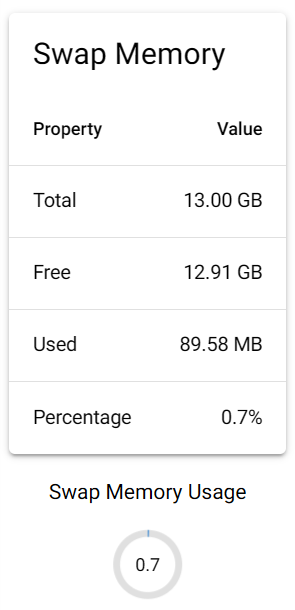 Swap Memory
Property Value
Total 13.00 GB
Free 12.91 GB
Used 89.58 MB
Percentage 0.7%
Swap Memory Usage
0.7